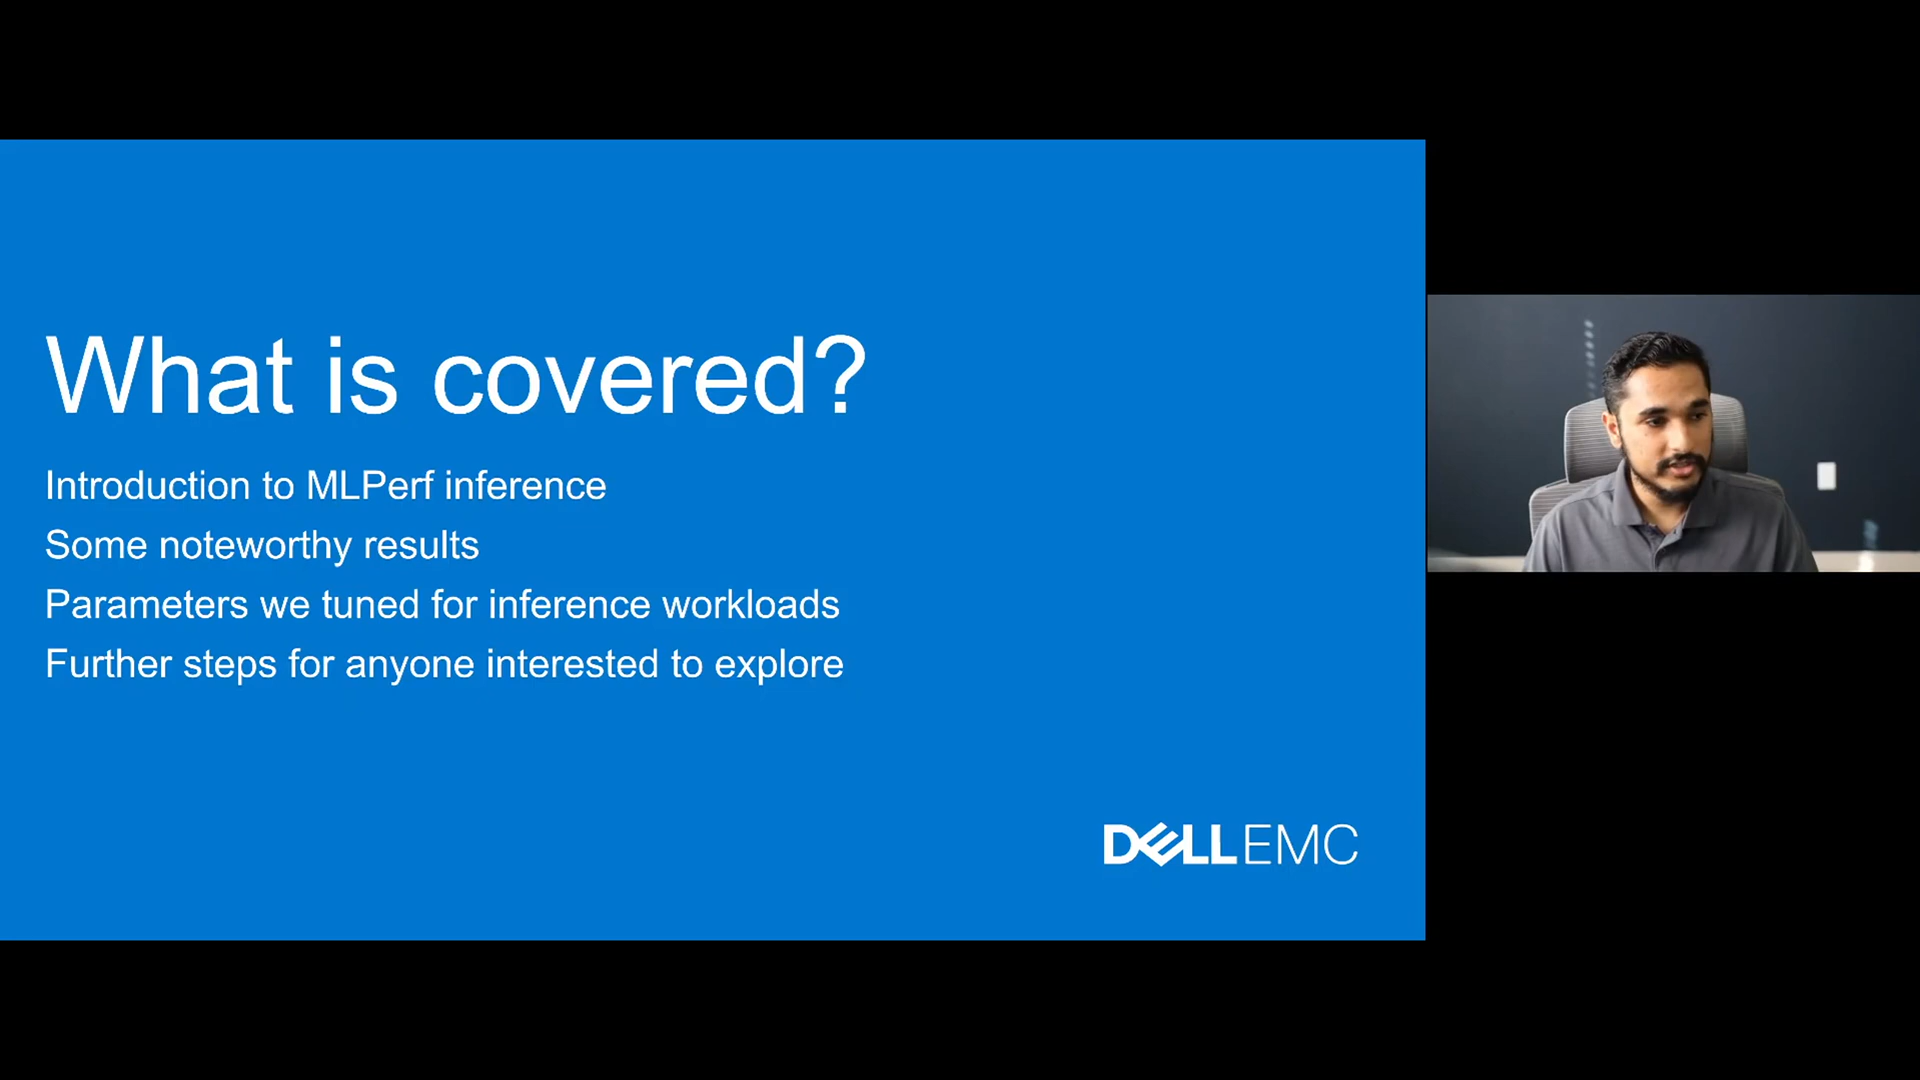 What is covered?
Introduction to MLPerf inference
Some noteworthy results
Parameters we tuned for inference workloads
Further steps for anyone interested to explore
DELLEMC